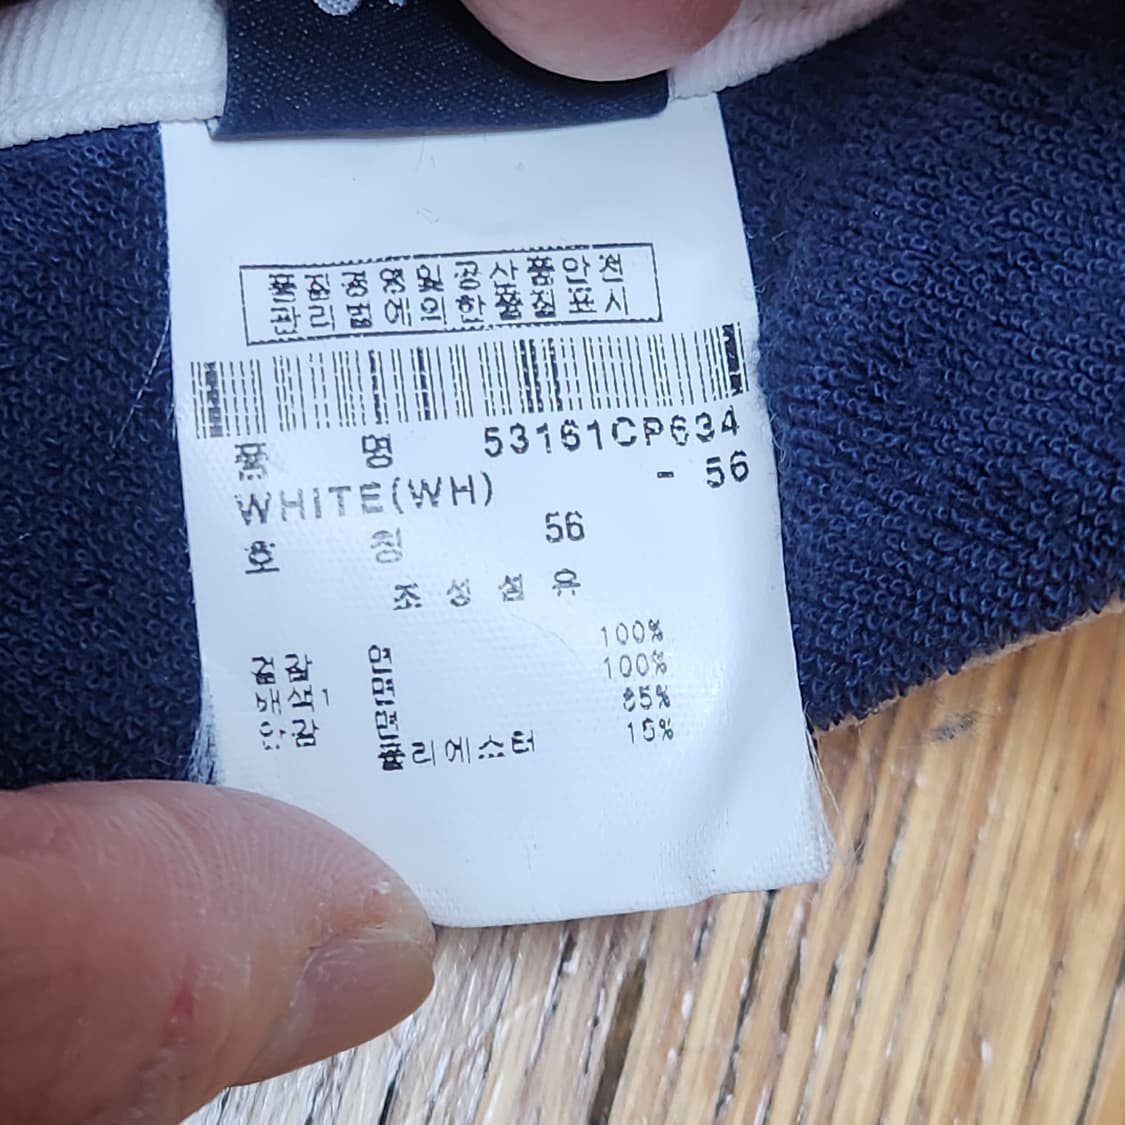 품질경영및공산품안전
관리법에의한품질표시
품 명 53161CP634
- 56
WHITE(WH)
호 칭 56
조성섬유
100%
겉감 면 100%
배색1 면 85%
안감 면 15%
폴리에스터